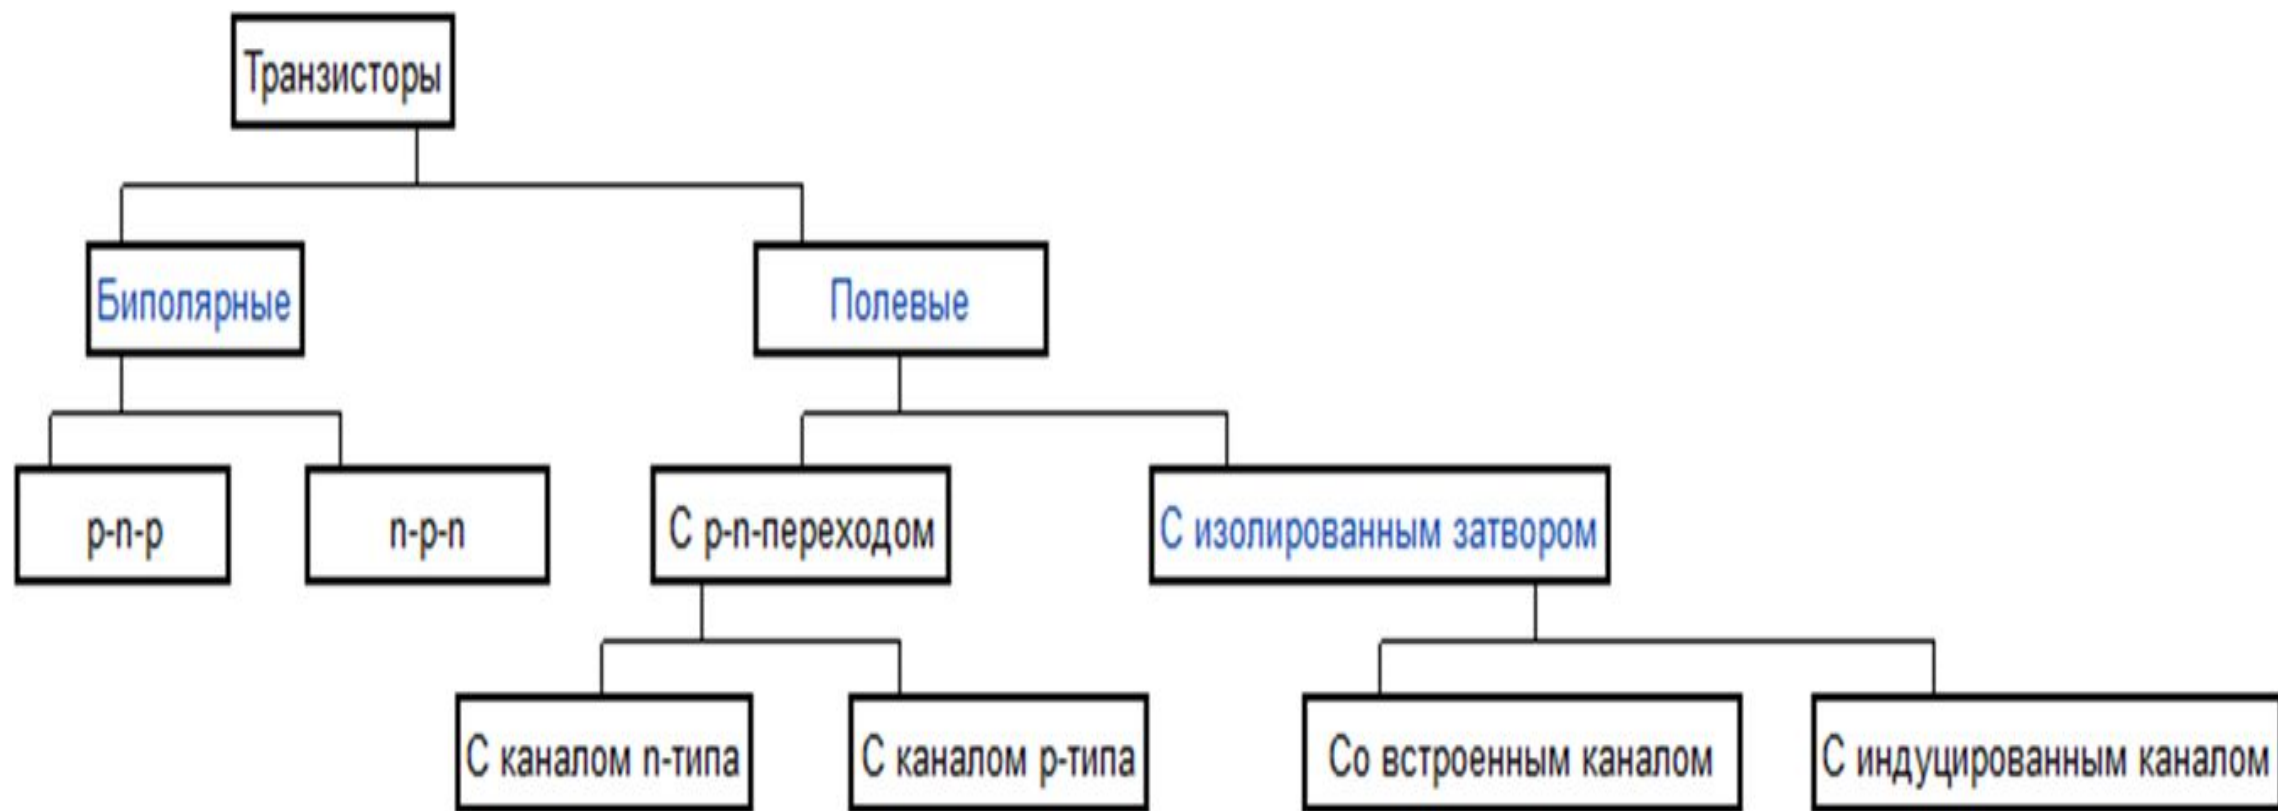 Транзисторы
Биполярные
Полевые
p-n-p
n-p-n
С p-n-переходом
С изолированным затвором
С каналом n-типа
С каналом p-типа
Со встроенным каналом
С индуцированным каналом